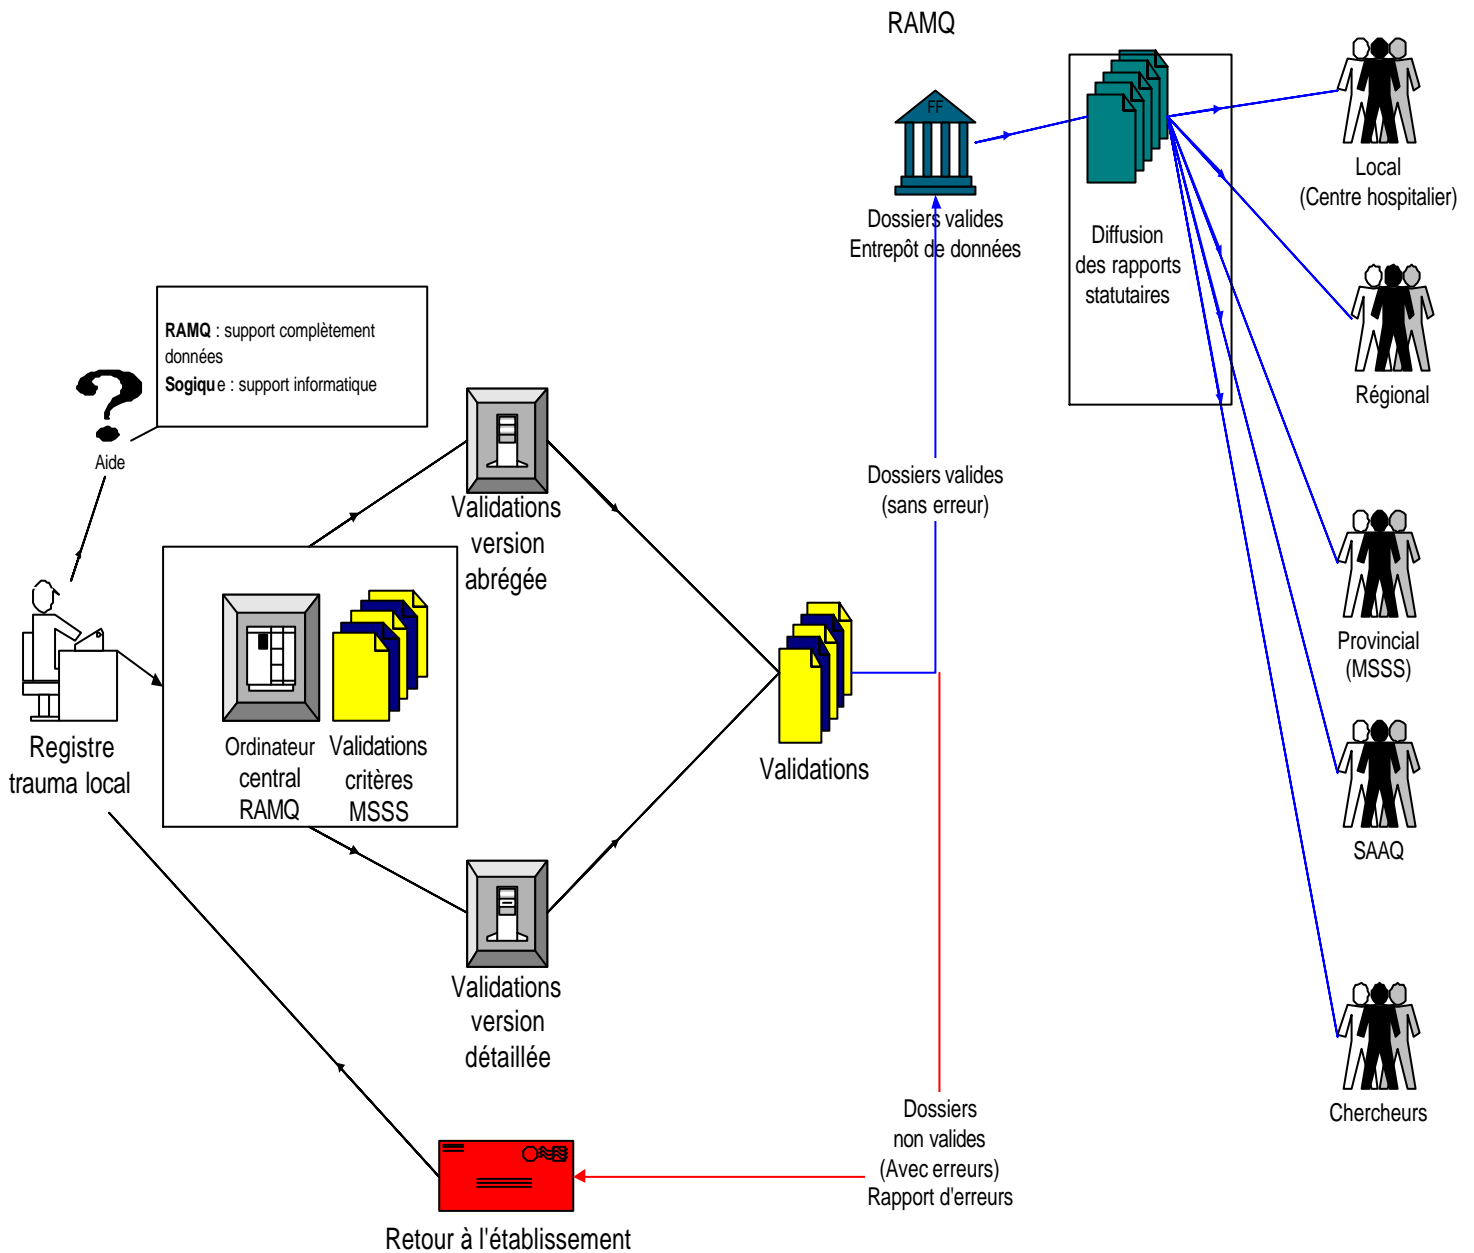 RAMQ
FF
Dossiers valides
Entrepôt de données
Diffusion
des rapports
statutaires
Local
(Centre hospitalier)
Régional
RAMQ : support complètement
données
Sogique : support informatique
Aide
Validations
version
abrégée
Dossiers valides
(sans erreur)
Provincial
(MSSS)
Registre
trauma local
Ordinateur
central
RAMQ
Validations
critères
MSSS
Validations
SAAQ
Validations
version
détaillée
Chercheurs
Dossiers
non valides
(Avec erreurs)
Rapport d'erreurs
Retour à l'établissement